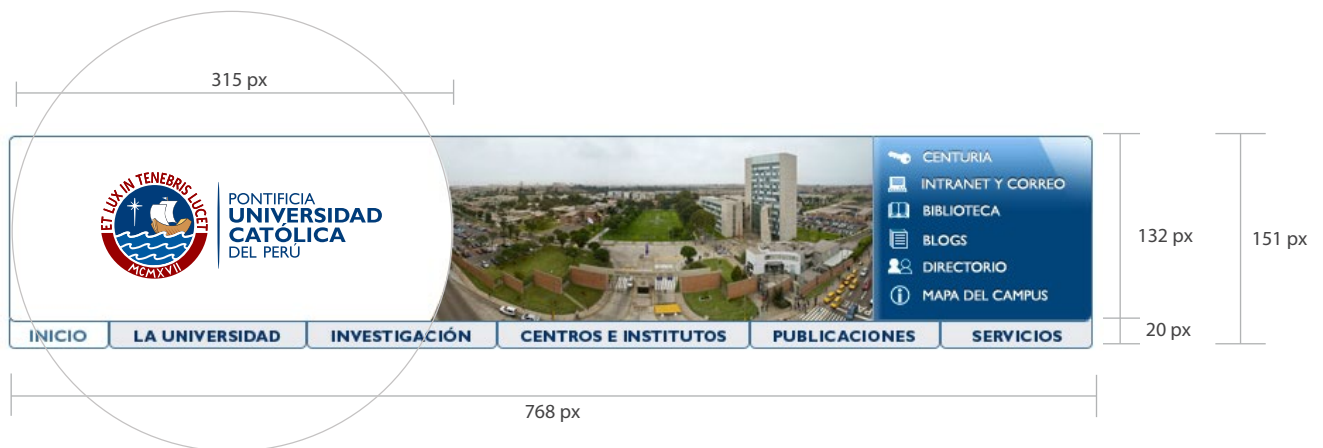 315 px
ET LUX IN TENEBRIS LUCET
MCMXVII
PONTIFICIA
UNIVERSIDAD
CATÓLICA
DEL PERÚ
CENTURIA
INTRANET Y CORREO
BIBLIOTECA
BLOGS
DIRECTORIO
MAPA DEL CAMPUS
132 px
151 px
INICIO LA UNIVERSIDAD INVESTIGACIÓN CENTROS E INSTITUTOS PUBLICACIONES SERVICIOS
20 px
768 px